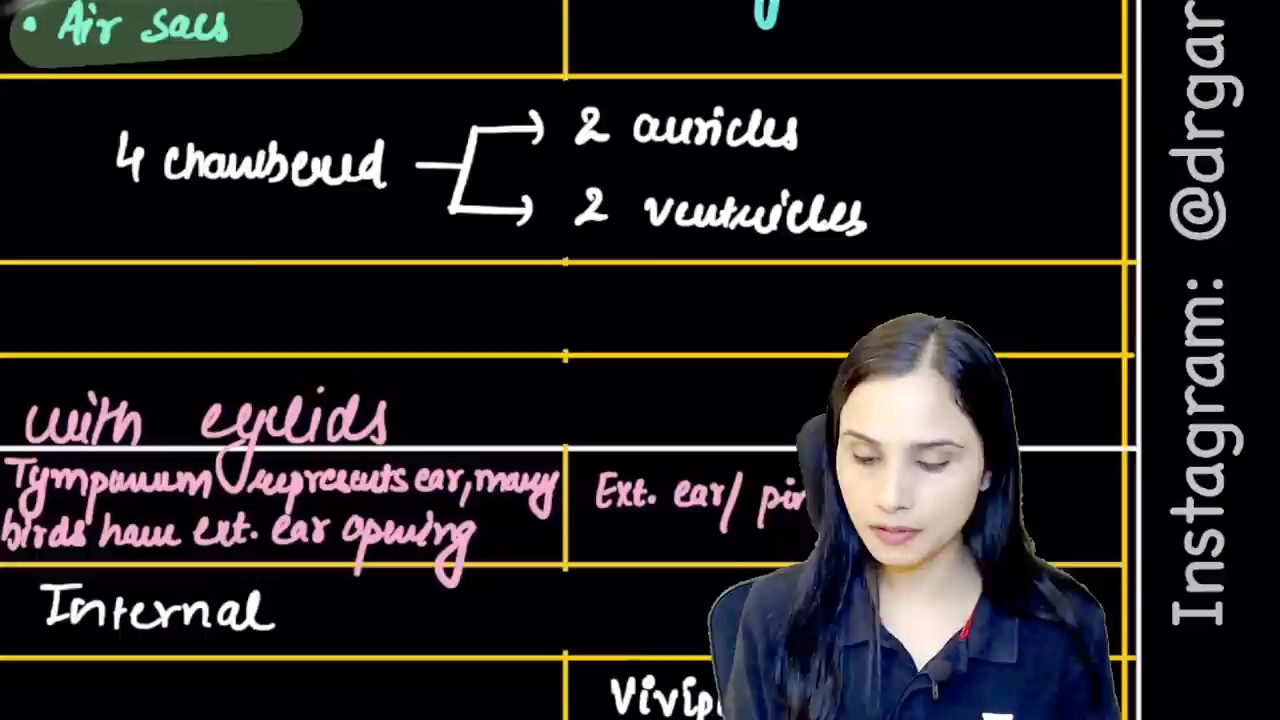 • Air sacs
4 chambered
2 auricles
2 ventricles
with eyelids
Tympanum represents ear, many
birds have ext. ear opening
Ext. ear/
Internal
Instagram: @drgar